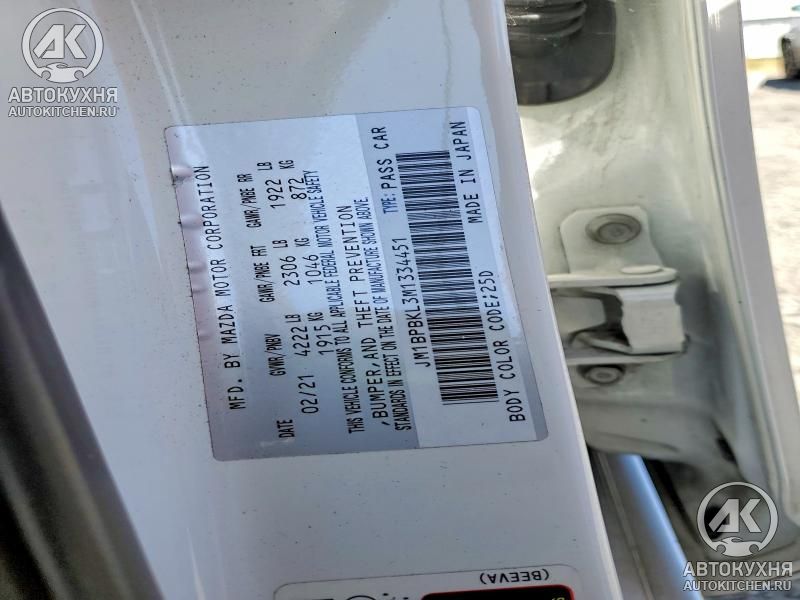 AK
АВТОКУХНЯ
AUTOKITCHEN.RU
MFD. BY MAZDA MOTOR CORPORATION
DATE GVWR/PNBV GAWR/PNBE FRT GAWR/PNBE RR
02/21 4222 LB 2306 LB 1922 LB
1915 KG 1046 KG 872 KG
THIS VEHICLE CONFORMS TO ALL APPLICABLE FEDERAL MOTOR VEHICLE SAFETY
,BUMPER,AND THEFT PREVENTION
STANDARDS IN EFFECT ON THE DATE OF MANUFACTURE SHOWN ABOVE.
JM1BPBKL3M1334451 TYPE: PASS CAR
BODY COLOR CODE;25D MADE IN JAPAN
(BEEVA)
AK
АВТОКУХНЯ
AUTOKITCHEN.RU